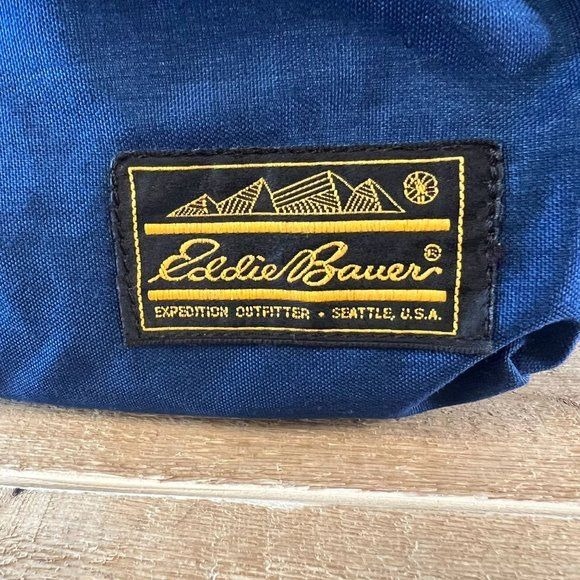 Eddie Bauer®
EXPEDITION OUTFITTER • SEATTLE, U.S.A.